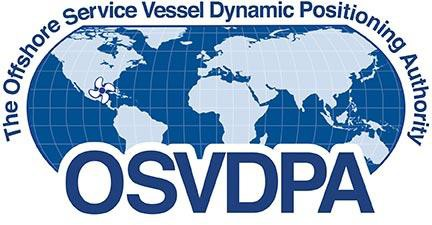 The Offshore Service Vessel Dynamic Positioning Authority
OSVDPA